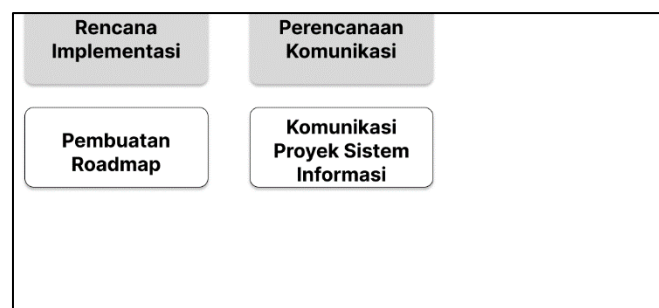 Rencana
Implementasi
Perencanaan
Komunikasi
Pembuatan
Roadmap
Komunikasi
Proyek Sistem
Informasi